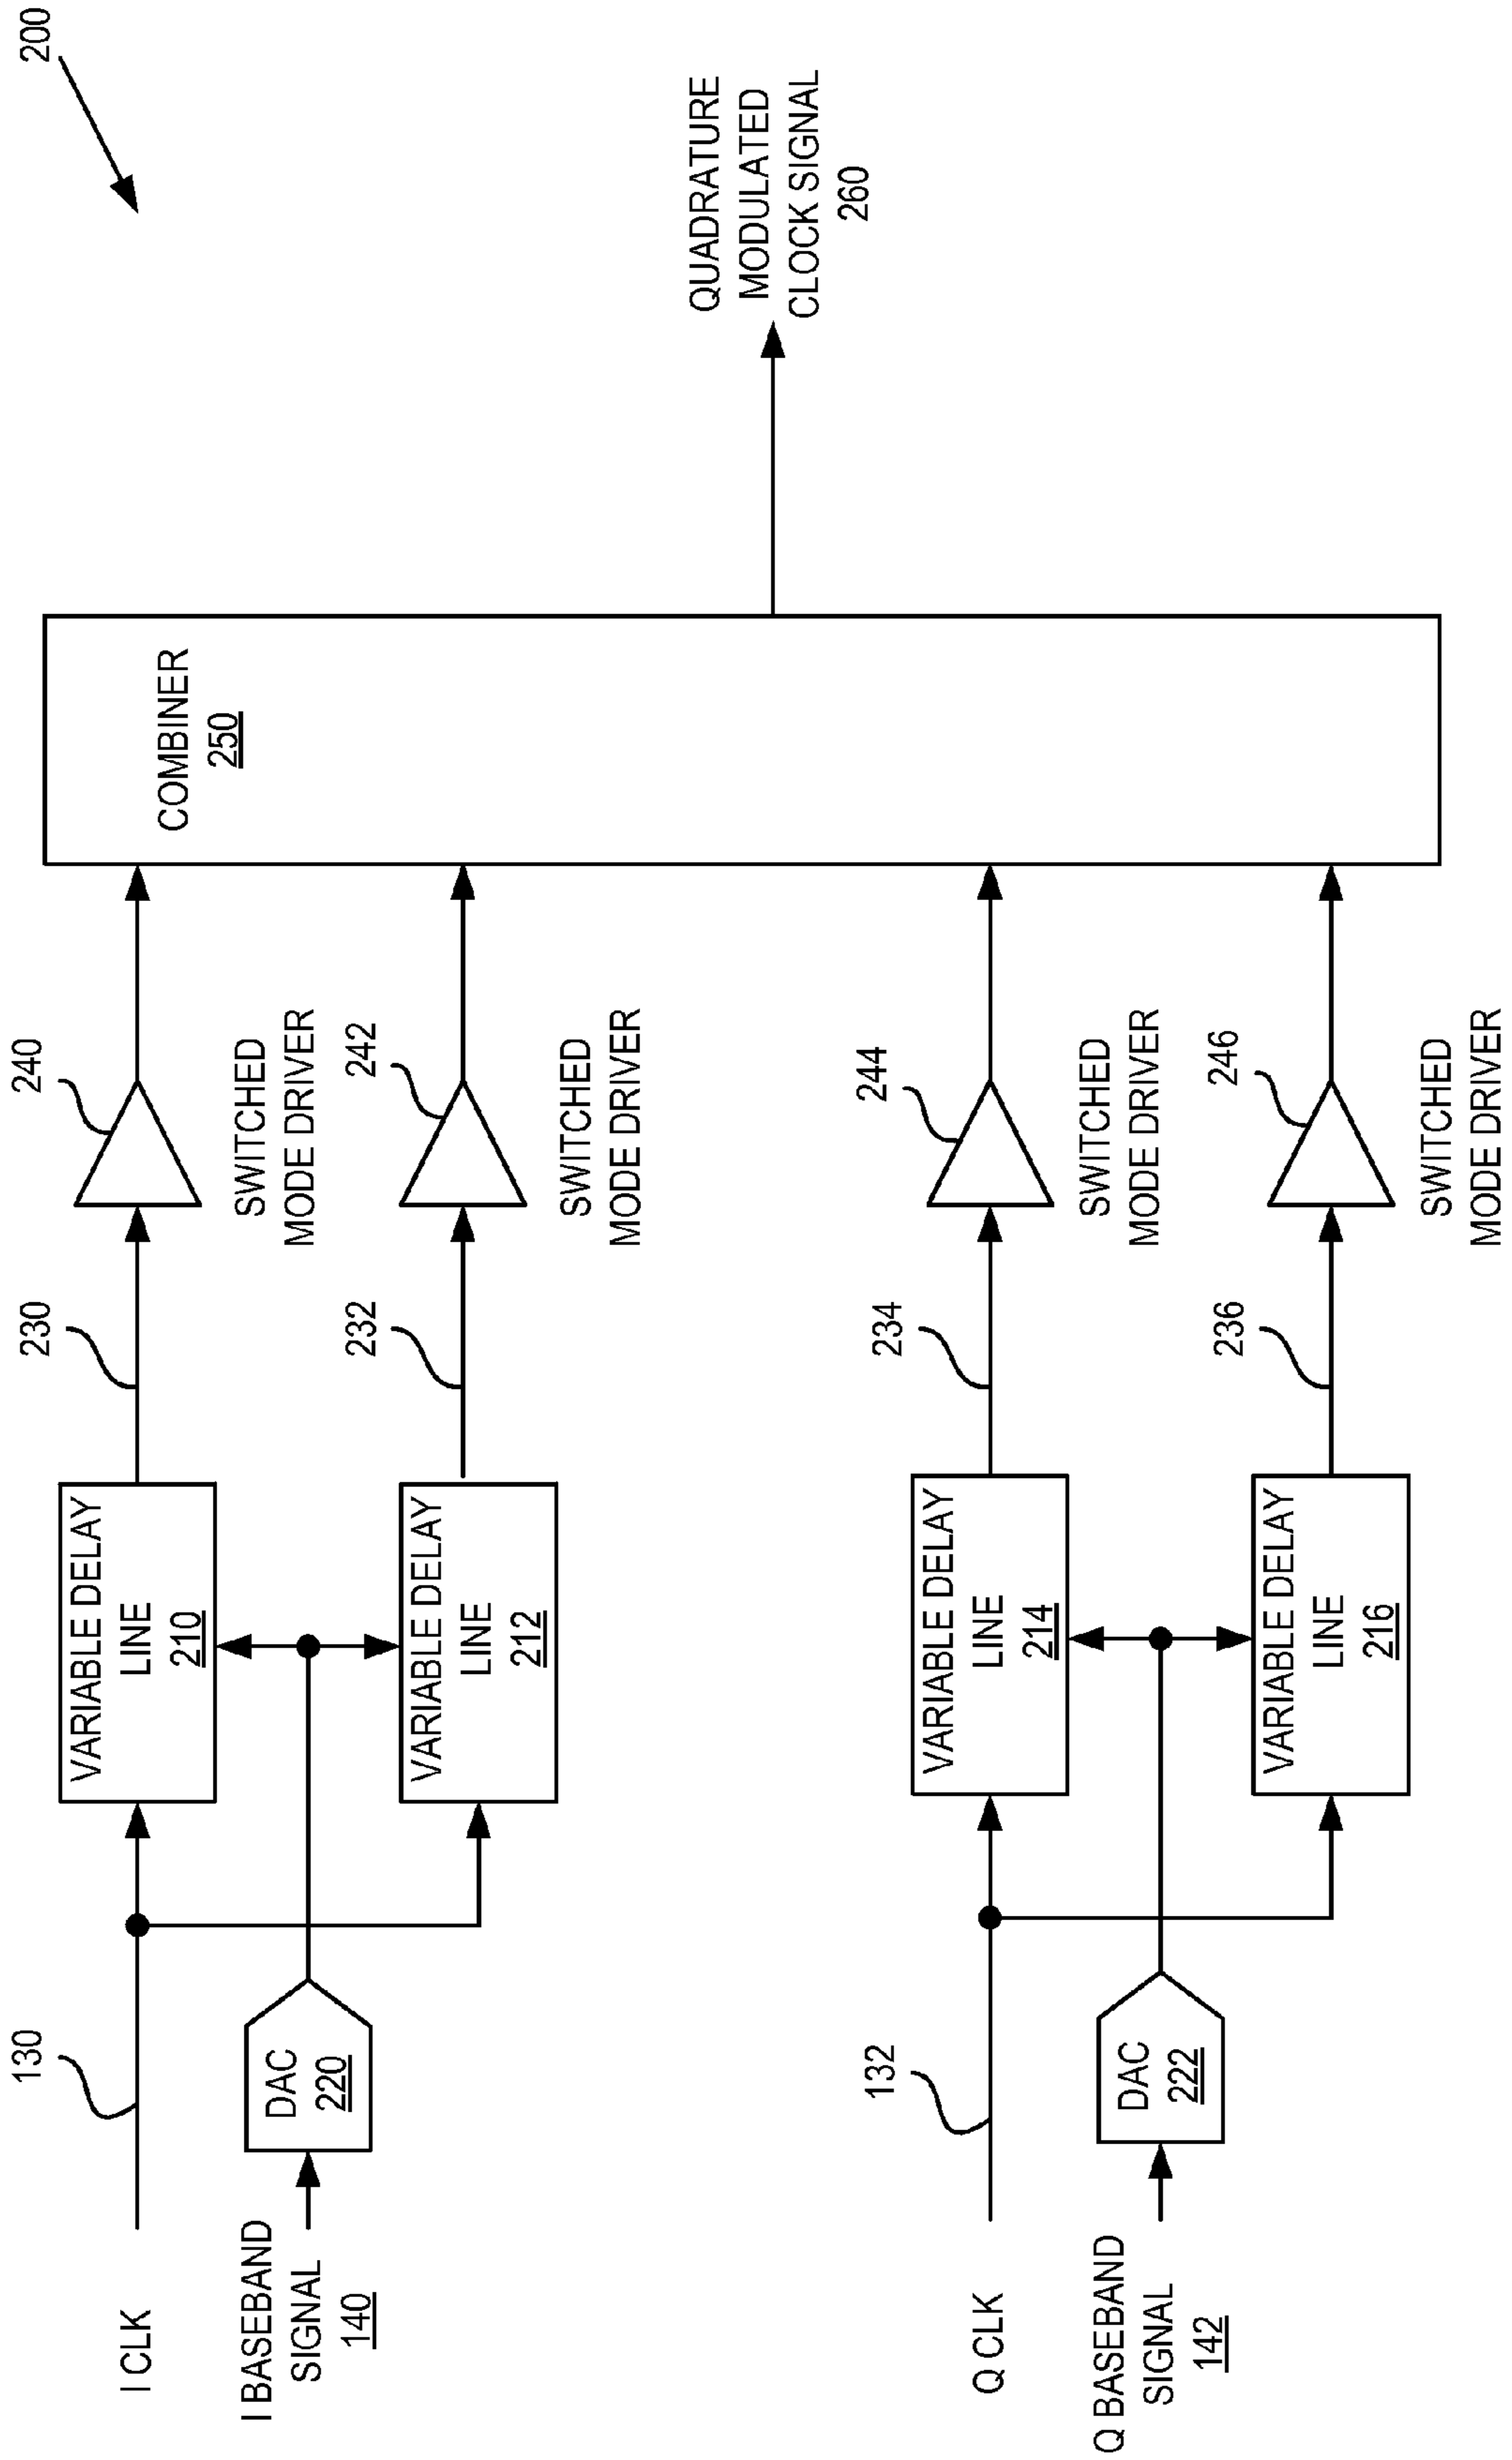 200
I CLK
130
I BASEBAND
SIGNAL
140
DAC
220
VARIABLE DELAY
LINE
210
VARIABLE DELAY
LINE
212
230
232
240
SWITCHED
MODE DRIVER
242
SWITCHED
MODE DRIVER
COMBINER
250
QUADRATURE
MODULATED
CLOCK SIGNAL
260
Q CLK
132
Q BASEBAND
SIGNAL
142
DAC
222
VARIABLE DELAY
LINE
214
VARIABLE DELAY
LINE
216
234
236
244
SWITCHED
MODE DRIVER
246
SWITCHED
MODE DRIVER